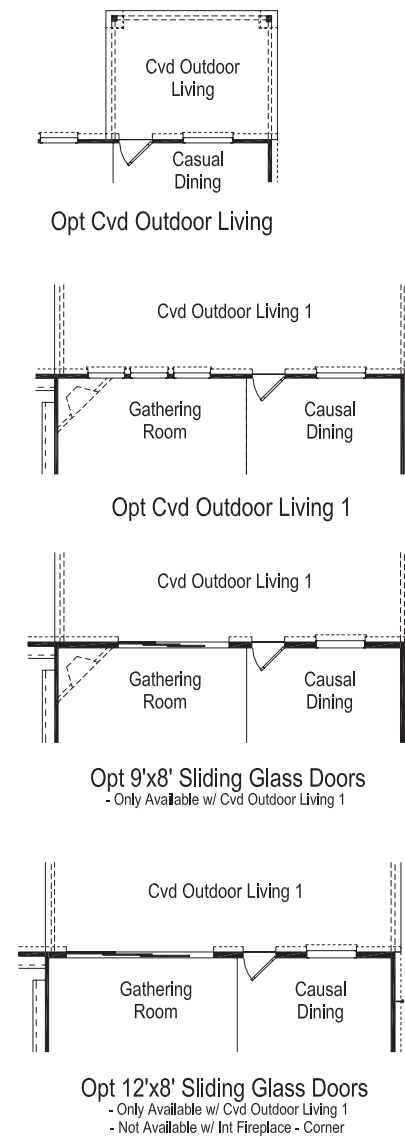 Cvd Outdoor
Living
Casual
Dining
Opt Cvd Outdoor Living
Cvd Outdoor Living 1
Gathering
Room
Causal
Dining
Opt Cvd Outdoor Living 1
Cvd Outdoor Living 1
Gathering
Room
Causal
Dining
Opt 9'x8' Sliding Glass Doors
- Only Available w/ Cvd Outdoor Living 1
Cvd Outdoor Living 1
Gathering
Room
Causal
Dining
Opt 12'x8' Sliding Glass Doors
- Only Available w/ Cvd Outdoor Living 1
- Not Available w/ Int Fireplace - Corner